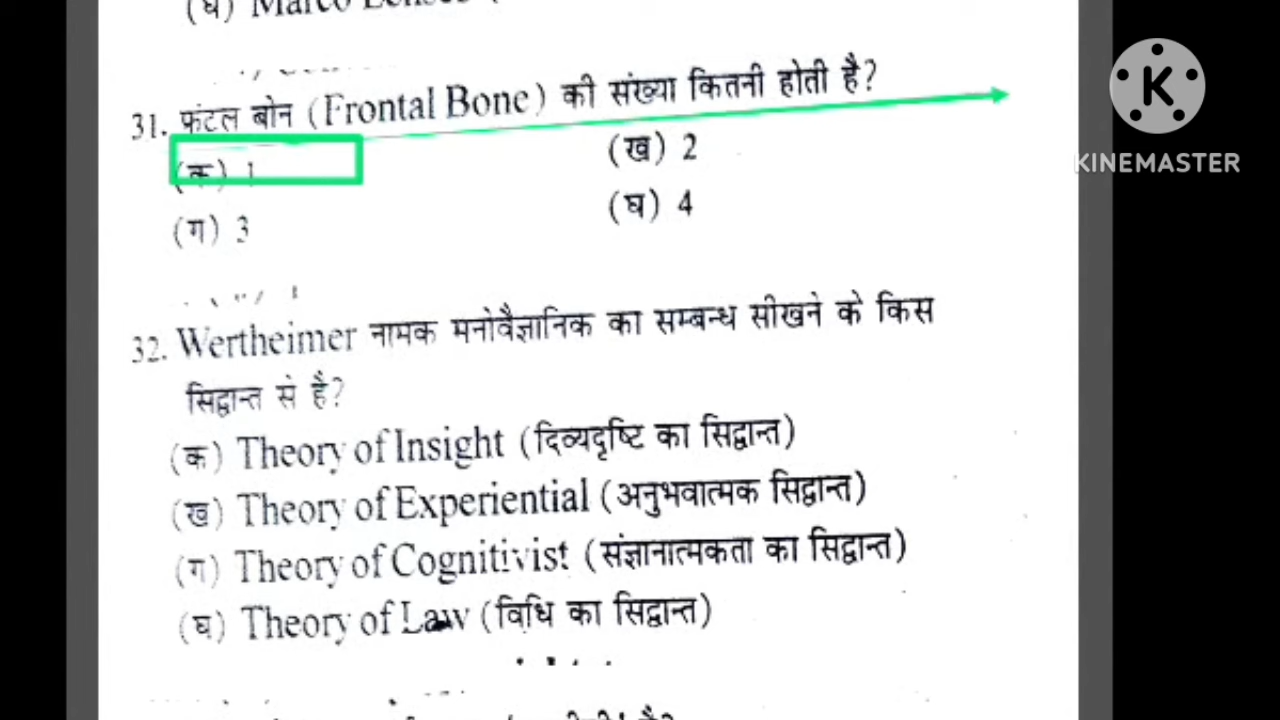 (घ) Marco
31. फ्रंटल बोन (Frontal Bone) की संख्या कितनी होती है?
(क) 1
(ख) 2
(ग) 3
(घ) 4
32. Wertheimer नामक मनोवैज्ञानिक का सम्बन्ध सीखने के किस
सिद्वान्त से है?
(क) Theory of Insight (दिव्यदृष्टि का सिद्वान्त)
(ख) Theory of Experiential (अनुभवात्मक सिद्वान्त)
(ग) Theory of Cognitivist (संज्ञानात्मकता का सिद्वान्त)
(घ) Theory of Law (विधि का सिद्वान्त)
K
KINEMASTER